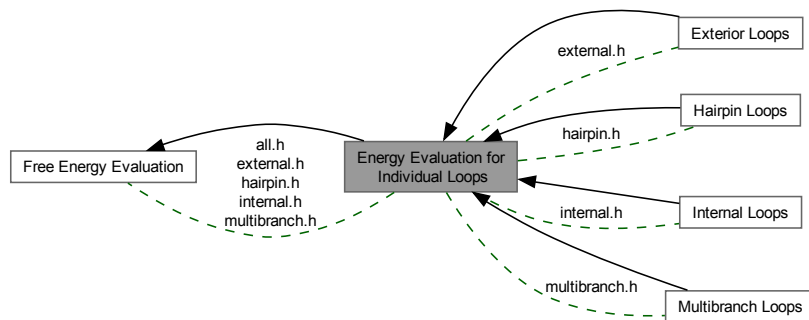 Free Energy Evaluation
all.h
external.h
hairpin.h
internal.h
multibranch.h
Energy Evaluation for
Individual Loops
external.h
hairpin.h
internal.h
multibranch.h
Exterior Loops
Hairpin Loops
Internal Loops
Multibranch Loops